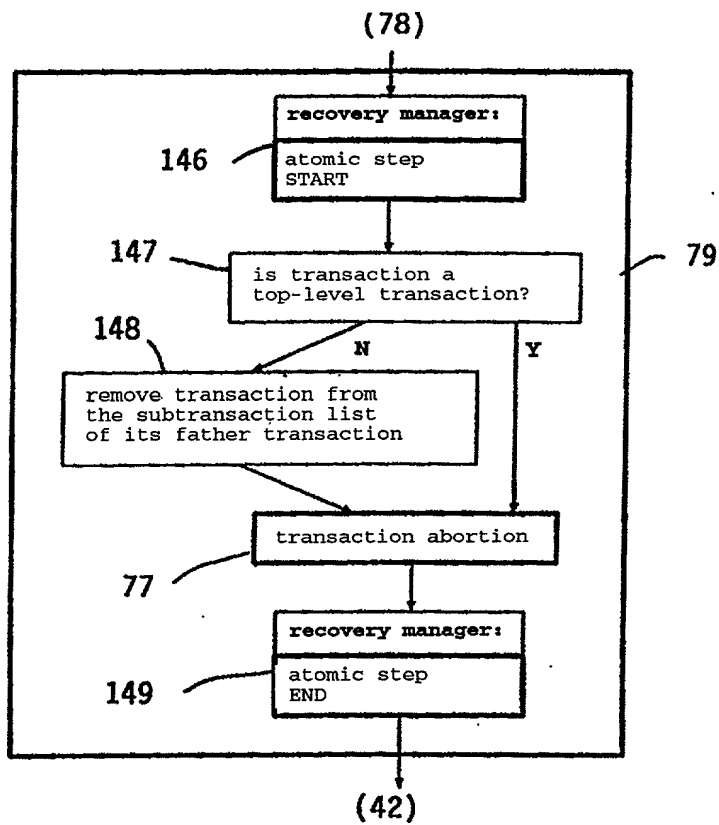 (78)
recovery manager:
146
atomic step
START
147
is transaction a
top-level transaction?
79
148
N
Y
remove transaction from
the subtransaction list
of its father transaction
transaction abortion
77
recovery manager:
149
atomic step
END
(42)